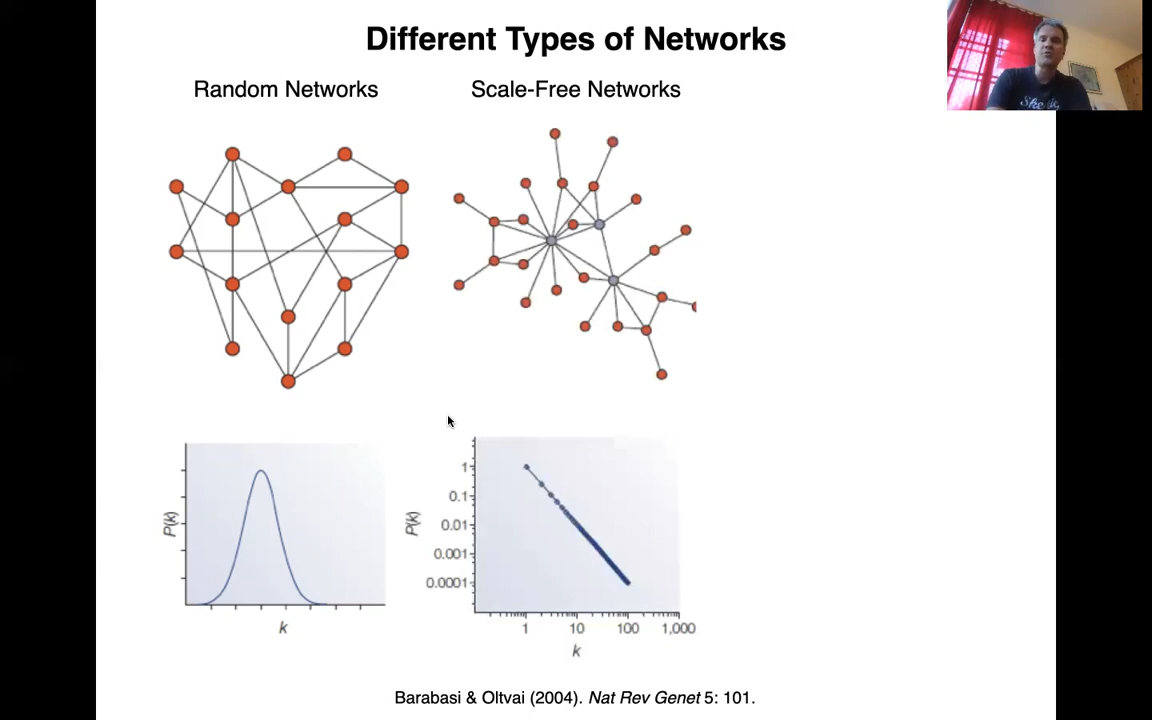 Different Types of Networks
Random Networks
Scale-Free Networks
P(k)
k
P(k)
1
0.1
0.01
0.001
0.0001
1 10 100 1,000
k
Barabasi & Oltvai (2004). Nat Rev Genet 5: 101.